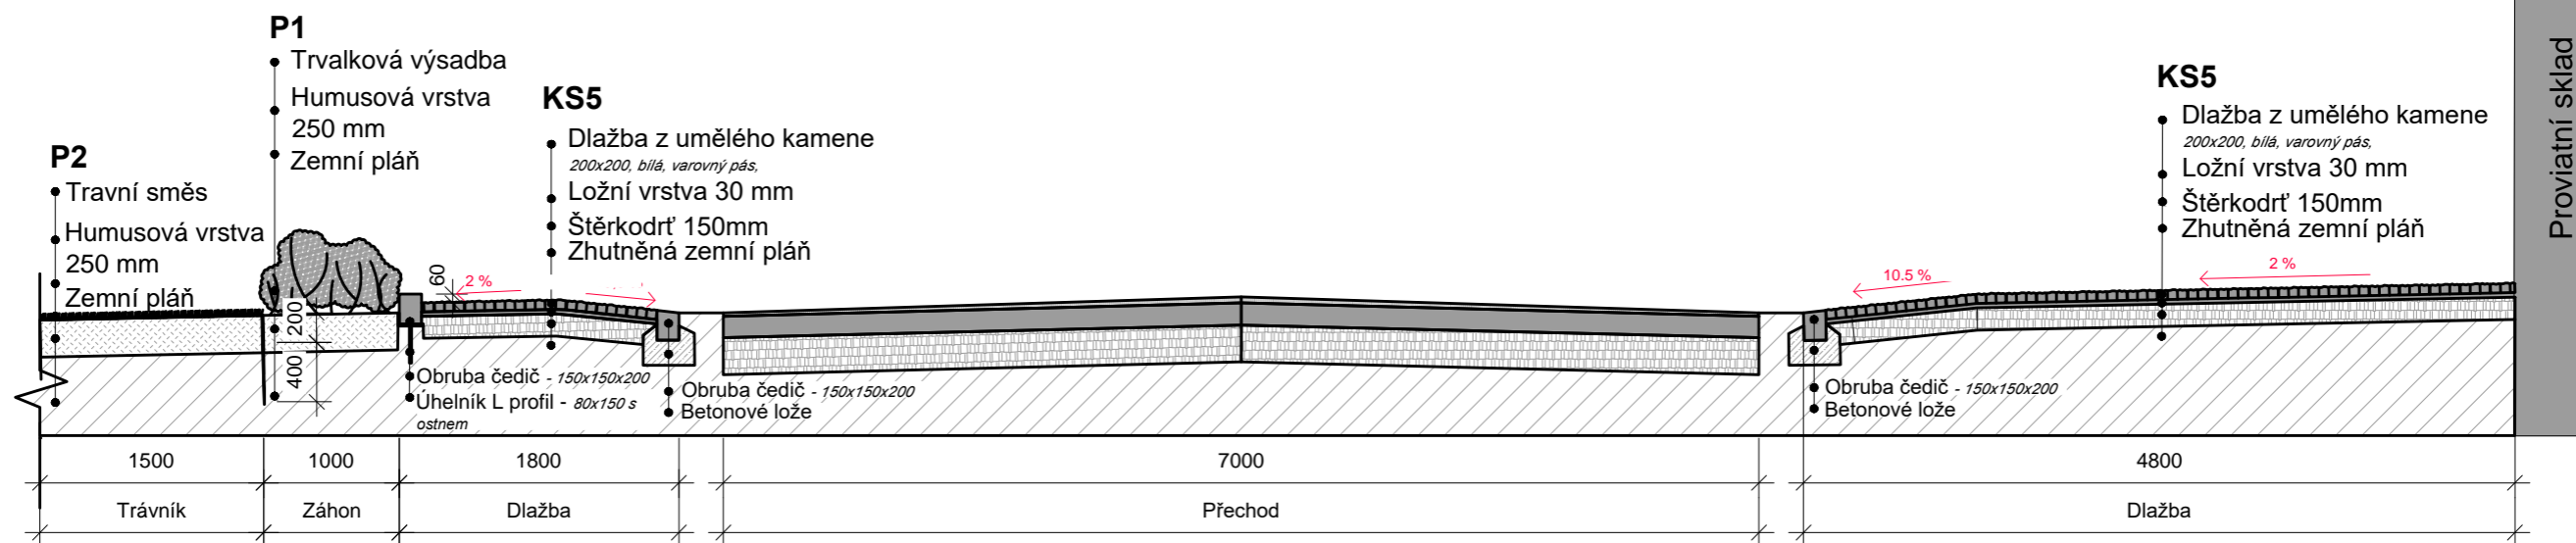 P1
Trvalková výsadba
Humusová vrstva
250 mm
Zemní pláň
P2
Travní směs
Humusová vrstva
250 mm
Zemní pláň
KS5
Dlažba z umělého kamene
200x200, bílá, varovný pás,
Ložní vrstva 30 mm
Štěrkodrť 150mm
Zhutněná zemní pláň
KS5
Dlažba z umělého kamene
200x200, bílá, varovný pás,
Ložní vrstva 30 mm
Štěrkodrť 150mm
Zhutněná zemní pláň
Proviatní sklad
60
2 %
10.5 %
2 %
200
400
Obruba čedič - 150x150x200
Úhelník L profil - 80x150 s
ostnem
Obruba čedič - 150x150x200
Betonové lože
Obruba čedič - 150x150x200
Betonové lože
1500
1000
1800
7000
4800
Trávník
Záhon
Dlažba
Přechod
Dlažba